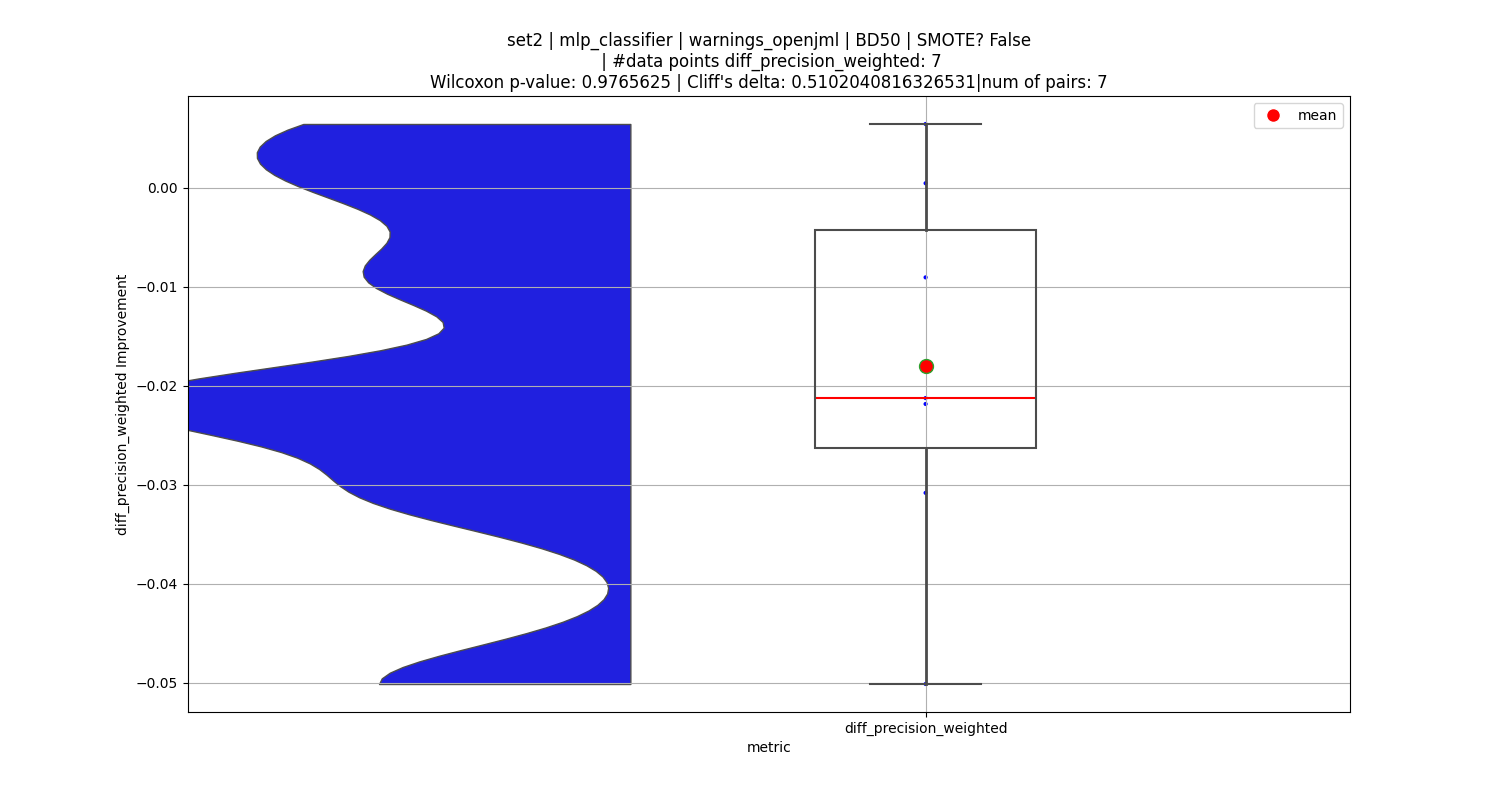 set2 | mlp_classifier | warnings_openjml | BD50 | SMOTE? False
| #data points diff_precision_weighted: 7
Wilcoxon p-value: 0.9765625 | Cliff's delta: 0.5102040816326531|num of pairs: 7
mean
0.00
−0.01
−0.02
−0.03
−0.04
−0.05
diff_precision_weighted Improvement
diff_precision_weighted
metric